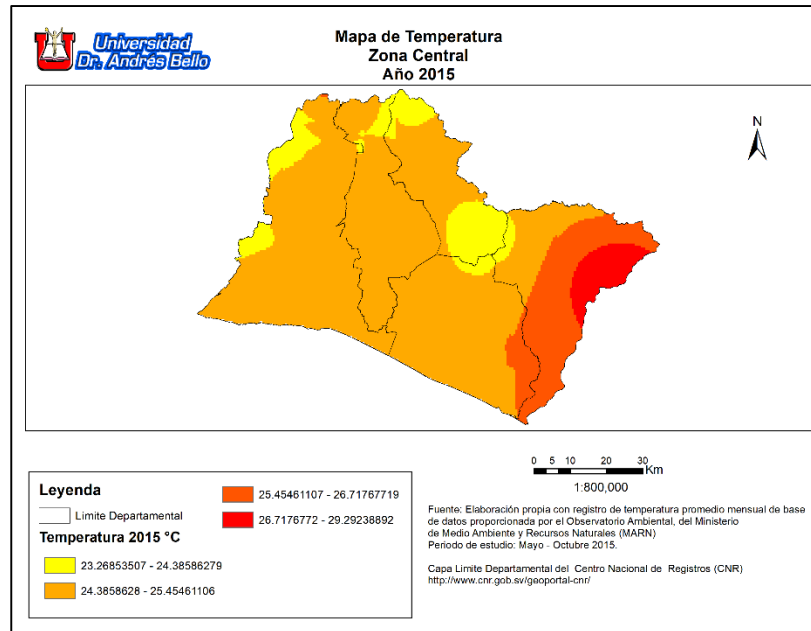 Universidad
Dr. Andrés Bello
Mapa de Temperatura
Zona Central
Año 2015
N
0 5 10 20 30
Km
1:800,000
Leyenda
Limite Departamental
Temperatura 2015 °C
23.26853507 - 24.38586279
24.3858628 - 25.45461106
25.45461107 - 26.71767719
26.7176772 - 29.29238892
Fuente: Elaboración propia con registro de temperatura promedio mensual de base
de datos proporcionada por el Observatorio Ambiental, del Ministerio
de Medio Ambiente y Recursos Naturales (MARN)
Periodo de estudio: Mayo - Octubre 2015.
Capa Limite Departamental del Centro Nacional de Registros (CNR)
http://www.cnr.gob.sv/geoportal-cnr/